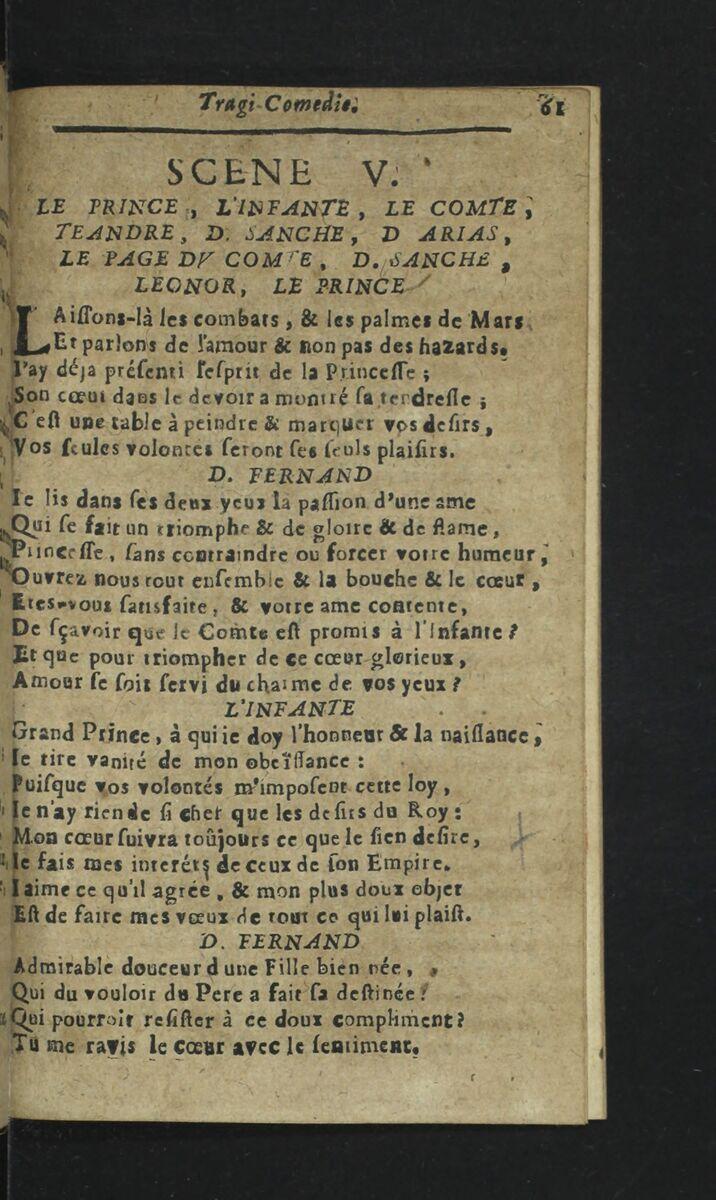 Tragi-Comedie. 61
SCENE V.
LE PRINCE, L'INFANTE, LE COMTE,
TEANDRE, D. SANCHE, D ARIAS,
LE PAGE DV COMTE, D. SANCHE,
LEONOR, LE PRINCE
LAiſſons-là les combats, & les palmes de Mars
Et parlons de l'amour & non pas des hazards.
I'ay déja préſenti l'eſprit de la Princeſſe;
Son cœur dans le devoir a montré ſa tendreſſe;
C'eſt une table à peindre & marquer vos deſirs,
Vos ſeules volontés ſeront ſes ſeuls plaiſirs.
D. FERNAND
Ie lis dans ſes deux yeux la paſſion d'une ame
Qui ſe fait un triomphe & de gloire & de flame,
Princeſſe, ſans contraindre ou forcer votre humeur,
Ouvrez nous tout enſemble & la bouche & le cœur,
Etes-vous ſatisfaite, & votre ame contente,
De ſçavoir que le Comte eſt promis à l'Infante?
Et que pour triompher de ce cœur glorieux,
Amour ſe ſoit ſervi du charme de vos yeux?
L'INFANTE
Grand Prince, à qui ie doy l'honneur & la naiſſance,
Ie tire vanité de mon obeïſſance:
Puiſque vos volontés m'impoſent cette loy,
Ie n'ay rien de ſi cher que les deſirs du Roy:
Mon cœur ſuivra toûjours ce que le ſien deſire,
Ie fais mes interéts de ceux de ſon Empire.
I aime ce qu'il agrée, & mon plus doux objet
Eſt de faire mes vœux de tout ce qui lui plaiſt.
D. FERNAND
Admirable douceur d une Fille bien née,
Qui du vouloir du Pere a fait ſa deſtinée!
Qui pourroit reſiſter à ce doux compliment?
Tu me ravis le cœur avec le ſentiment.